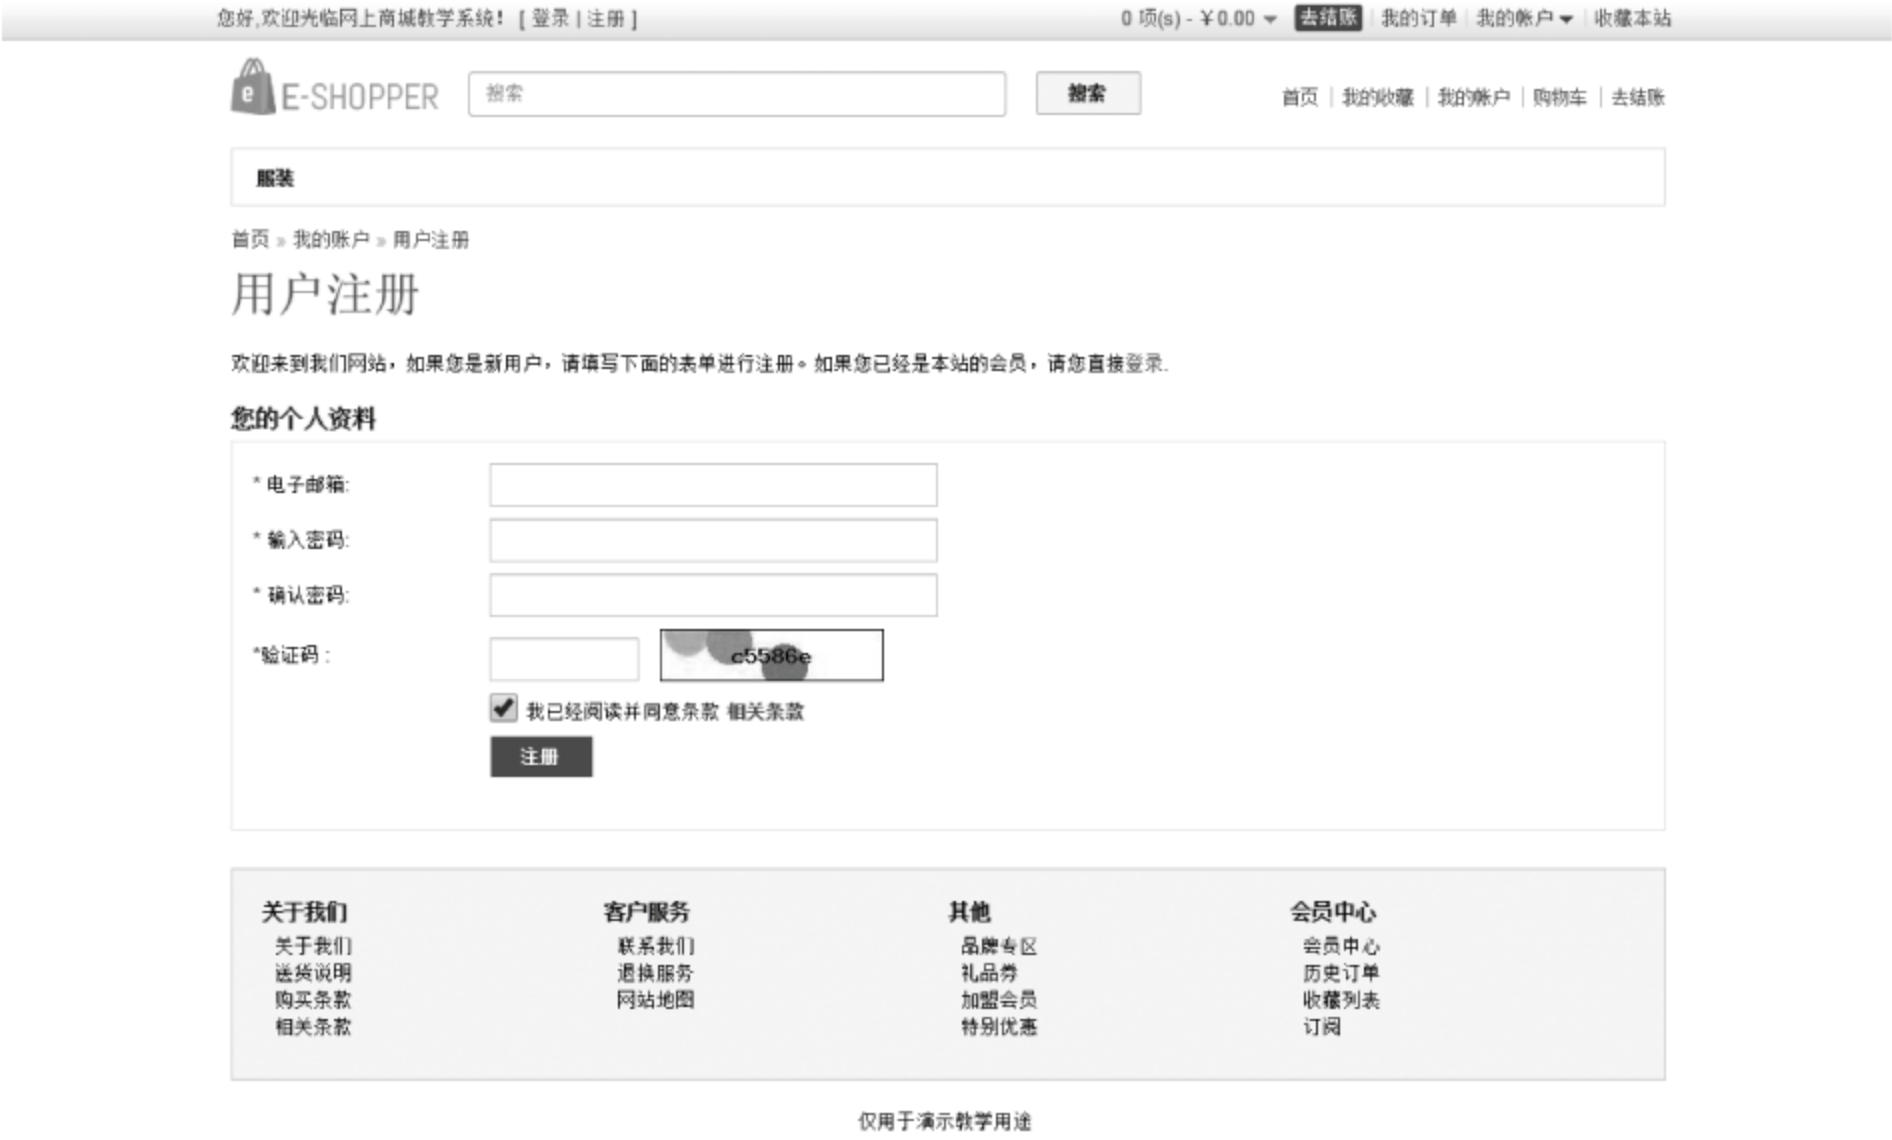 您好,欢迎光临网上商城教学系统！ [ 登录 | 注册 ]
0 项(s) - ￥0.00 去结账 我的订单 我的帐户 收藏本站
E-SHOPPER 搜索 搜索 首页 | 我的收藏 | 我的帐户 | 购物车 | 去结账
服装
首页 » 我的账户 » 用户注册
用户注册
欢迎来到我们网站，如果您是新用户，请填写下面的表单进行注册。如果您已经是本站的会员，请您直接登录.
您的个人资料
* 电子邮箱:
* 输入密码:
* 确认密码:
*验证码 : c5586e
我已经阅读并同意条款 相关条款
注册
关于我们 客户服务 其他 会员中心
关于我们 联系我们 品牌专区 会员中心
送货说明 退换服务 礼品券 历史订单
购买条款 网站地图 加盟会员 收藏列表
相关条款 特别优惠 订阅
仅用于演示教学用途